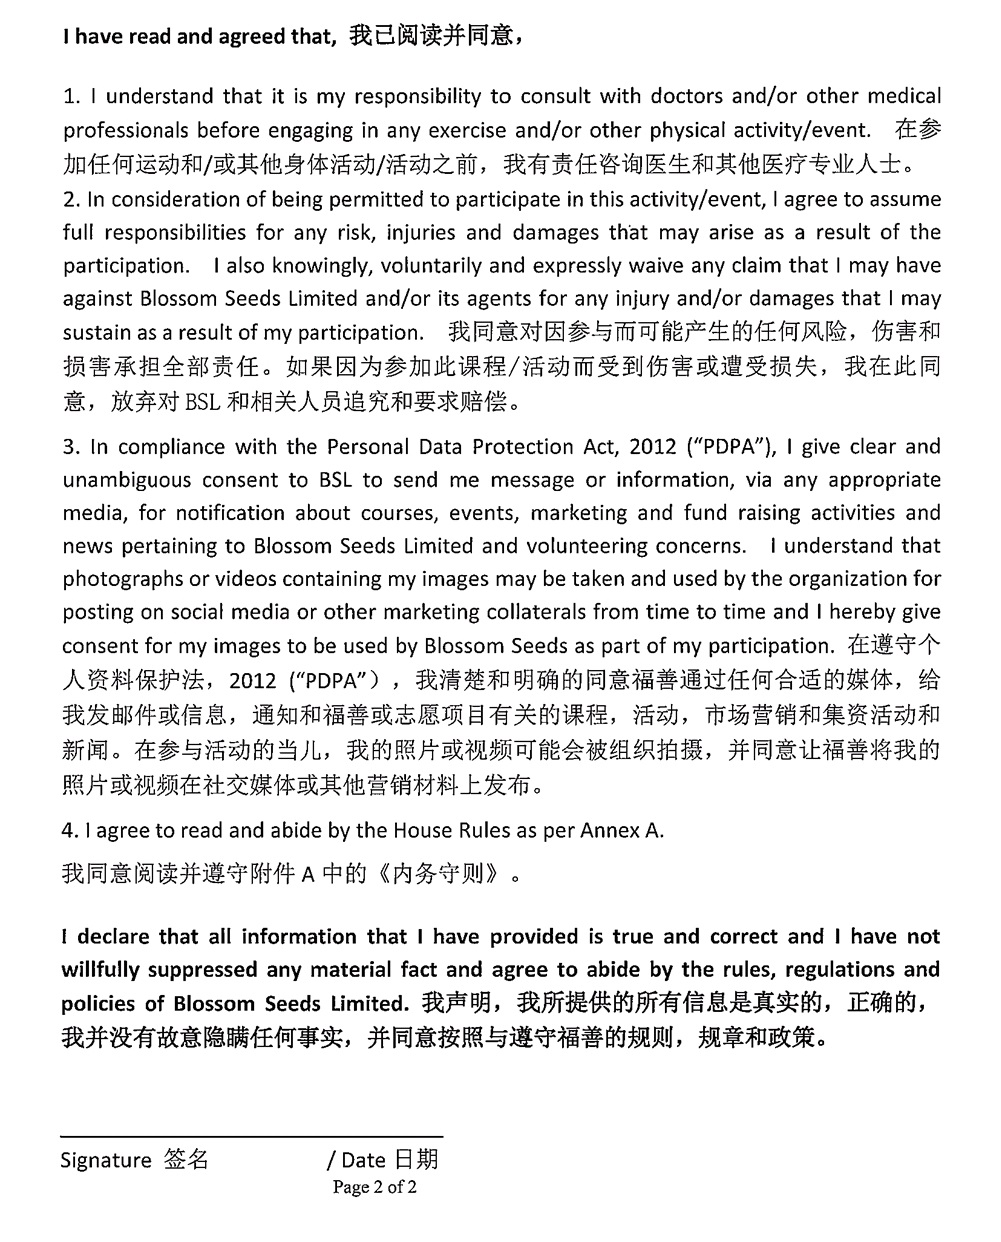 I have read and agreed that, 我已阅读并同意，
1. I understand that it is my responsibility to consult with doctors and/or other medical
professionals before engaging in any exercise and/or other physical activity/event. 在参
加任何运动和/或其他身体活动/活动之前，我有责任咨询医生和其他医疗专业人士。
2. In consideration of being permitted to participate in this activity/event, I agree to assume
full responsibilities for any risk, injuries and damages that may arise as a result of the
participation. I also knowingly, voluntarily and expressly waive any claim that I may have
against Blossom Seeds Limited and/or its agents for any injury and/or damages that I may
sustain as a result of my participation. 我同意对因参与而可能产生的任何风险，伤害和
损害承担全部责任。如果因为参加此课程/活动而受到伤害或遭受损失，我在此同
意，放弃对 BSL 和相关人员追究和要求赔偿。
3. In compliance with the Personal Data Protection Act, 2012 (“PDPA”), I give clear and
unambiguous consent to BSL to send me message or information, via any appropriate
media, for notification about courses, events, marketing and fund raising activities and
news pertaining to Blossom Seeds Limited and volunteering concerns. I understand that
photographs or videos containing my images may be taken and used by the organization for
posting on social media or other marketing collaterals from time to time and I hereby give
consent for my images to be used by Blossom Seeds as part of my participation. 在遵守个
人资料保护法，2012（“PDPA”），我清楚和明确的同意福善通过任何合适的媒体，给
我发邮件或信息，通知和福善或志愿项目有关的课程，活动，市场营销和集资活动和
新闻。在参与活动的当儿，我的照片或视频可能会被组织拍摄，并同意让福善将我的
照片或视频在社交媒体或其他营销材料上发布。
4. I agree to read and abide by the House Rules as per Annex A.
我同意阅读并遵守附件 A 中的《内务守则》。
I declare that all information that I have provided is true and correct and I have not
willfully suppressed any material fact and agree to abide by the rules, regulations and
policies of Blossom Seeds Limited. 我声明，我所提供的所有信息是真实的，正确的，
我并没有故意隐瞒任何事实，并同意按照与遵守福善的规则，规章和政策。
Signature 签名 / Date 日期
Page 2 of 2